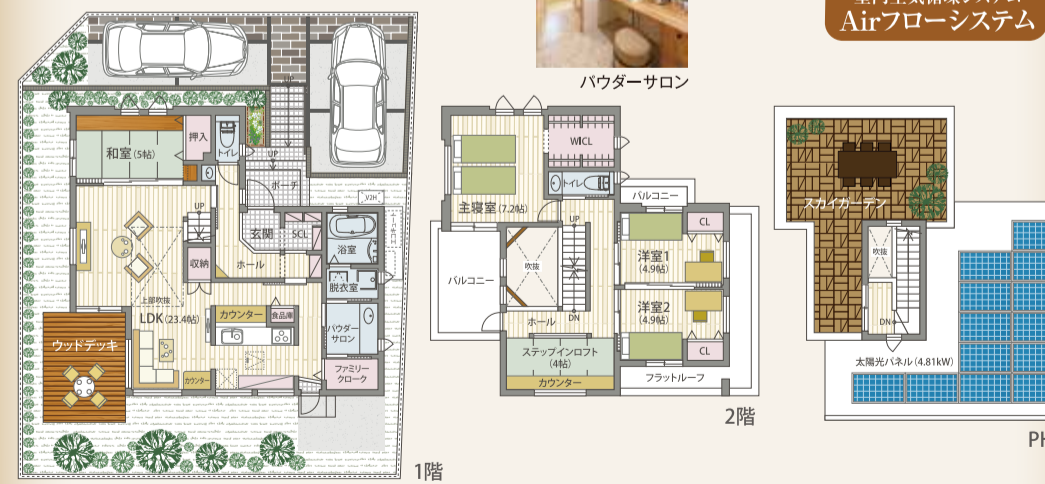 Airフローシステム
パウダーサロン
UP
和室(5帖)
押入
トイレ
UP
ポーチ
V2H
UP
玄関
SCL
浴室
収納
ホール
脱衣室
上部吹抜
LDK(23.4帖)
カウンター
食品庫
パウダー
サロン
ウッドデッキ
カウンター
ファミリー
クローク
1階
WICL
トイレ
主寝室(7.2帖)
UP
バルコニー
CL
洋室1
(4.9帖)
吹抜
バルコニー
洋室2
(4.9帖)
DN
ホール
ステップインロフト
(4帖)
CL
カウンター
フラットルーフ
2階
スカイガーデン
吹抜
DN
太陽光パネル(4.81kW)
PH